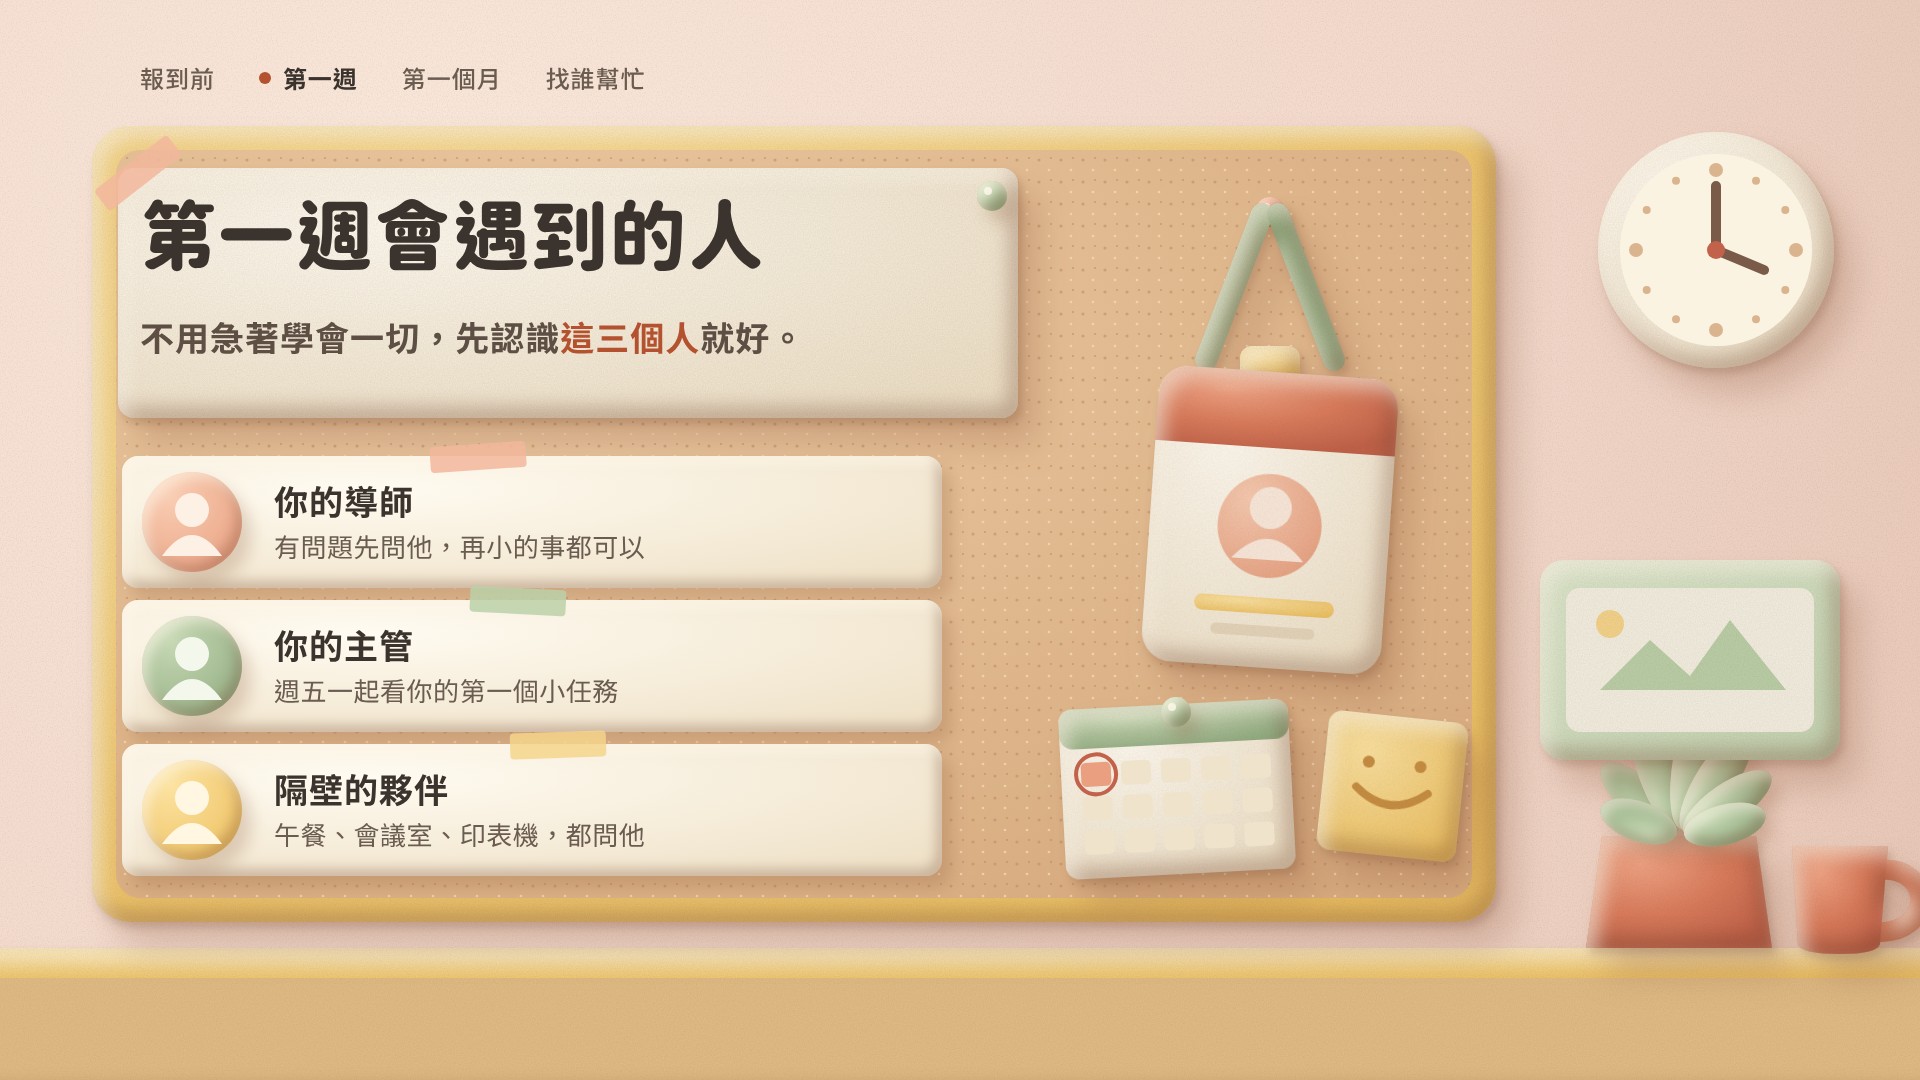 報到前
第一週
第一個月
找誰幫忙
第一週會遇到的人
不用急著學會一切，先認識這三個人就好。
你的導師
有問題先問他，再小的事都可以
你的主管
週五一起看你的第一個小任務
隔壁的夥伴
午餐、會議室、印表機，都問他